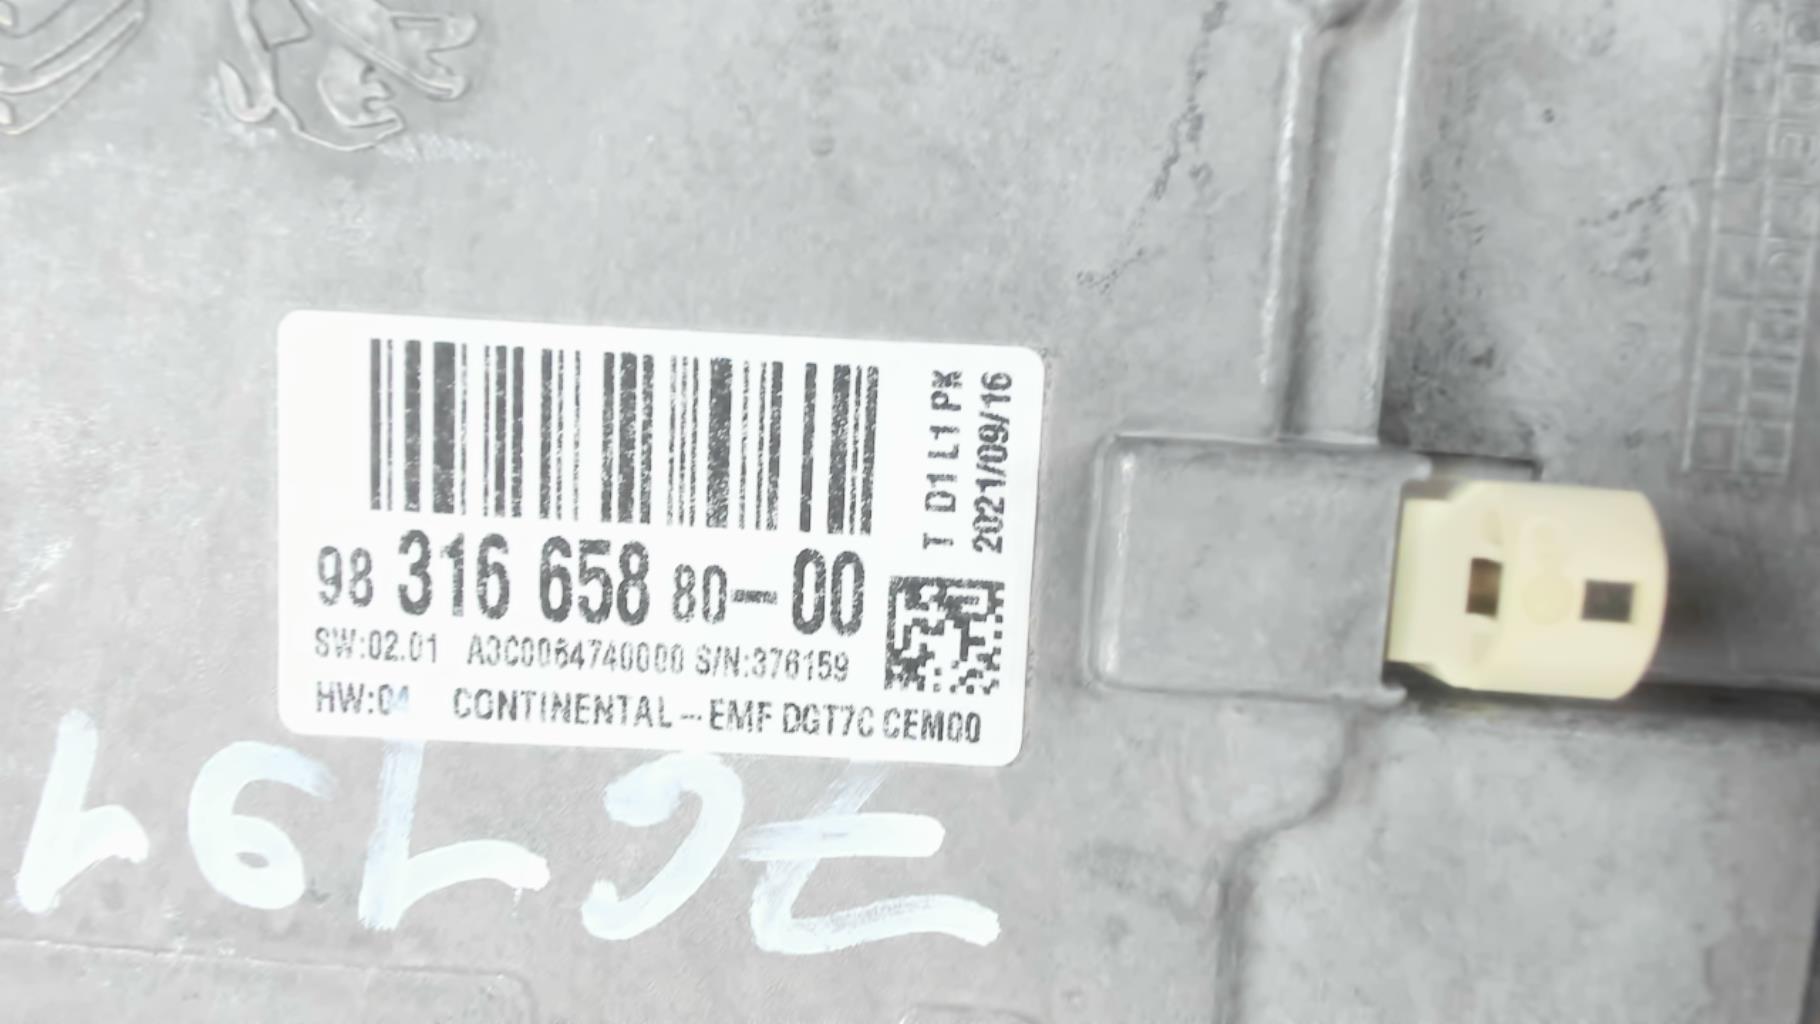 T D1 L1 PK
2021/09/16
98 316 658 80-00
SW:02.01 A3C0064740000 S/N:376159
HW:04 CONTINENTAL-EMF DGT7C CEM00